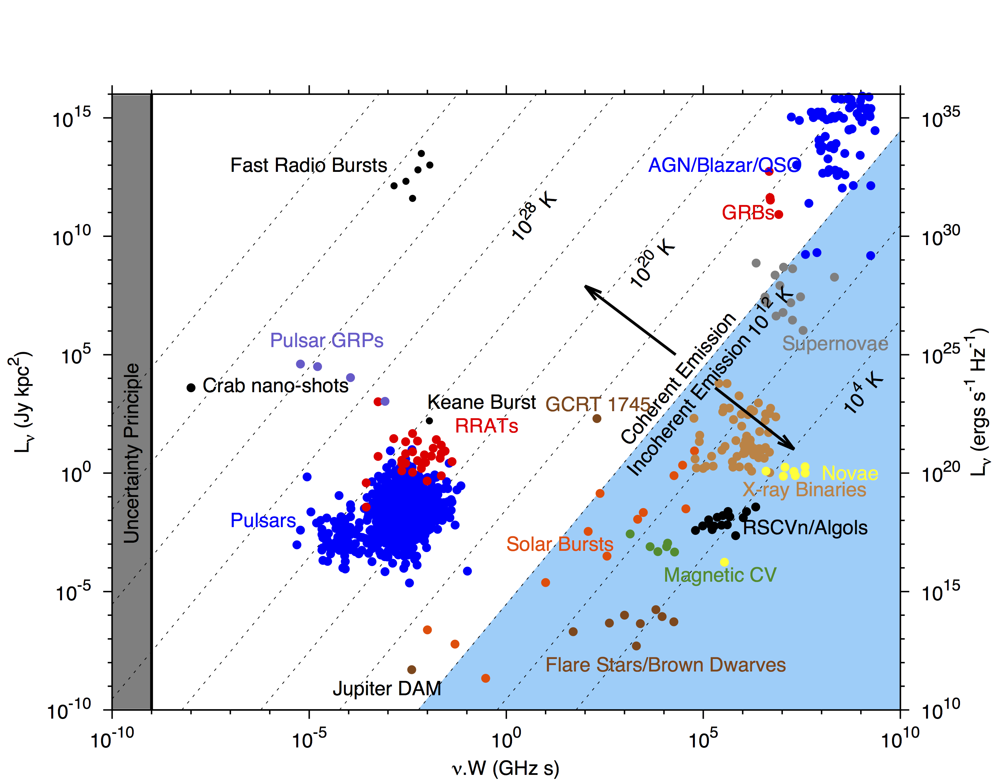 10^15
10^35
Fast Radio Bursts
AGN/Blazar/QSO
10^28 K
GRBs
10^10
10^30
10^20 K
10^12 K
Pulsar GRPs
Supernovae
10^5
10^25
Crab nano-shots
10^4 K
Keane Burst
GCRT 1745
RRATs
Coherent Emission
Incoherent Emission
Uncertainty Principle
L_ν (Jy kpc^2)
L_ν (ergs s^-1 Hz^-1)
10^0
10^20
Novae
X-ray Binaries
Pulsars
RSCVn/Algols
Solar Bursts
Magnetic CV
10^-5
10^15
Flare Stars/Brown Dwarves
Jupiter DAM
10^-10
10^10
10^-10
10^-5
10^0
10^5
10^10
ν.W (GHz s)